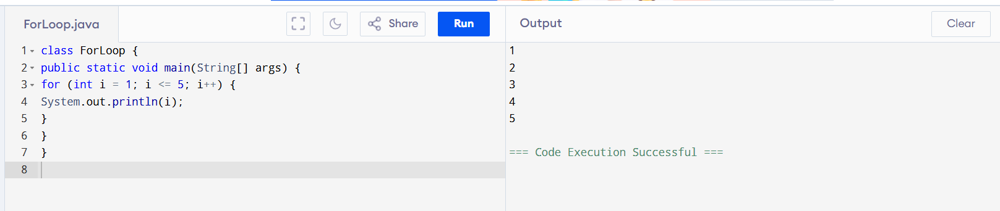 ForLoop.java
Share
Run
Output
Clear
1 class ForLoop {
2 public static void main(String[] args) {
3 for (int i = 1; i <= 5; i++) {
4 System.out.println(i);
5 }
6 }
7 }
8
1
2
3
4
5
=== Code Execution Successful ===